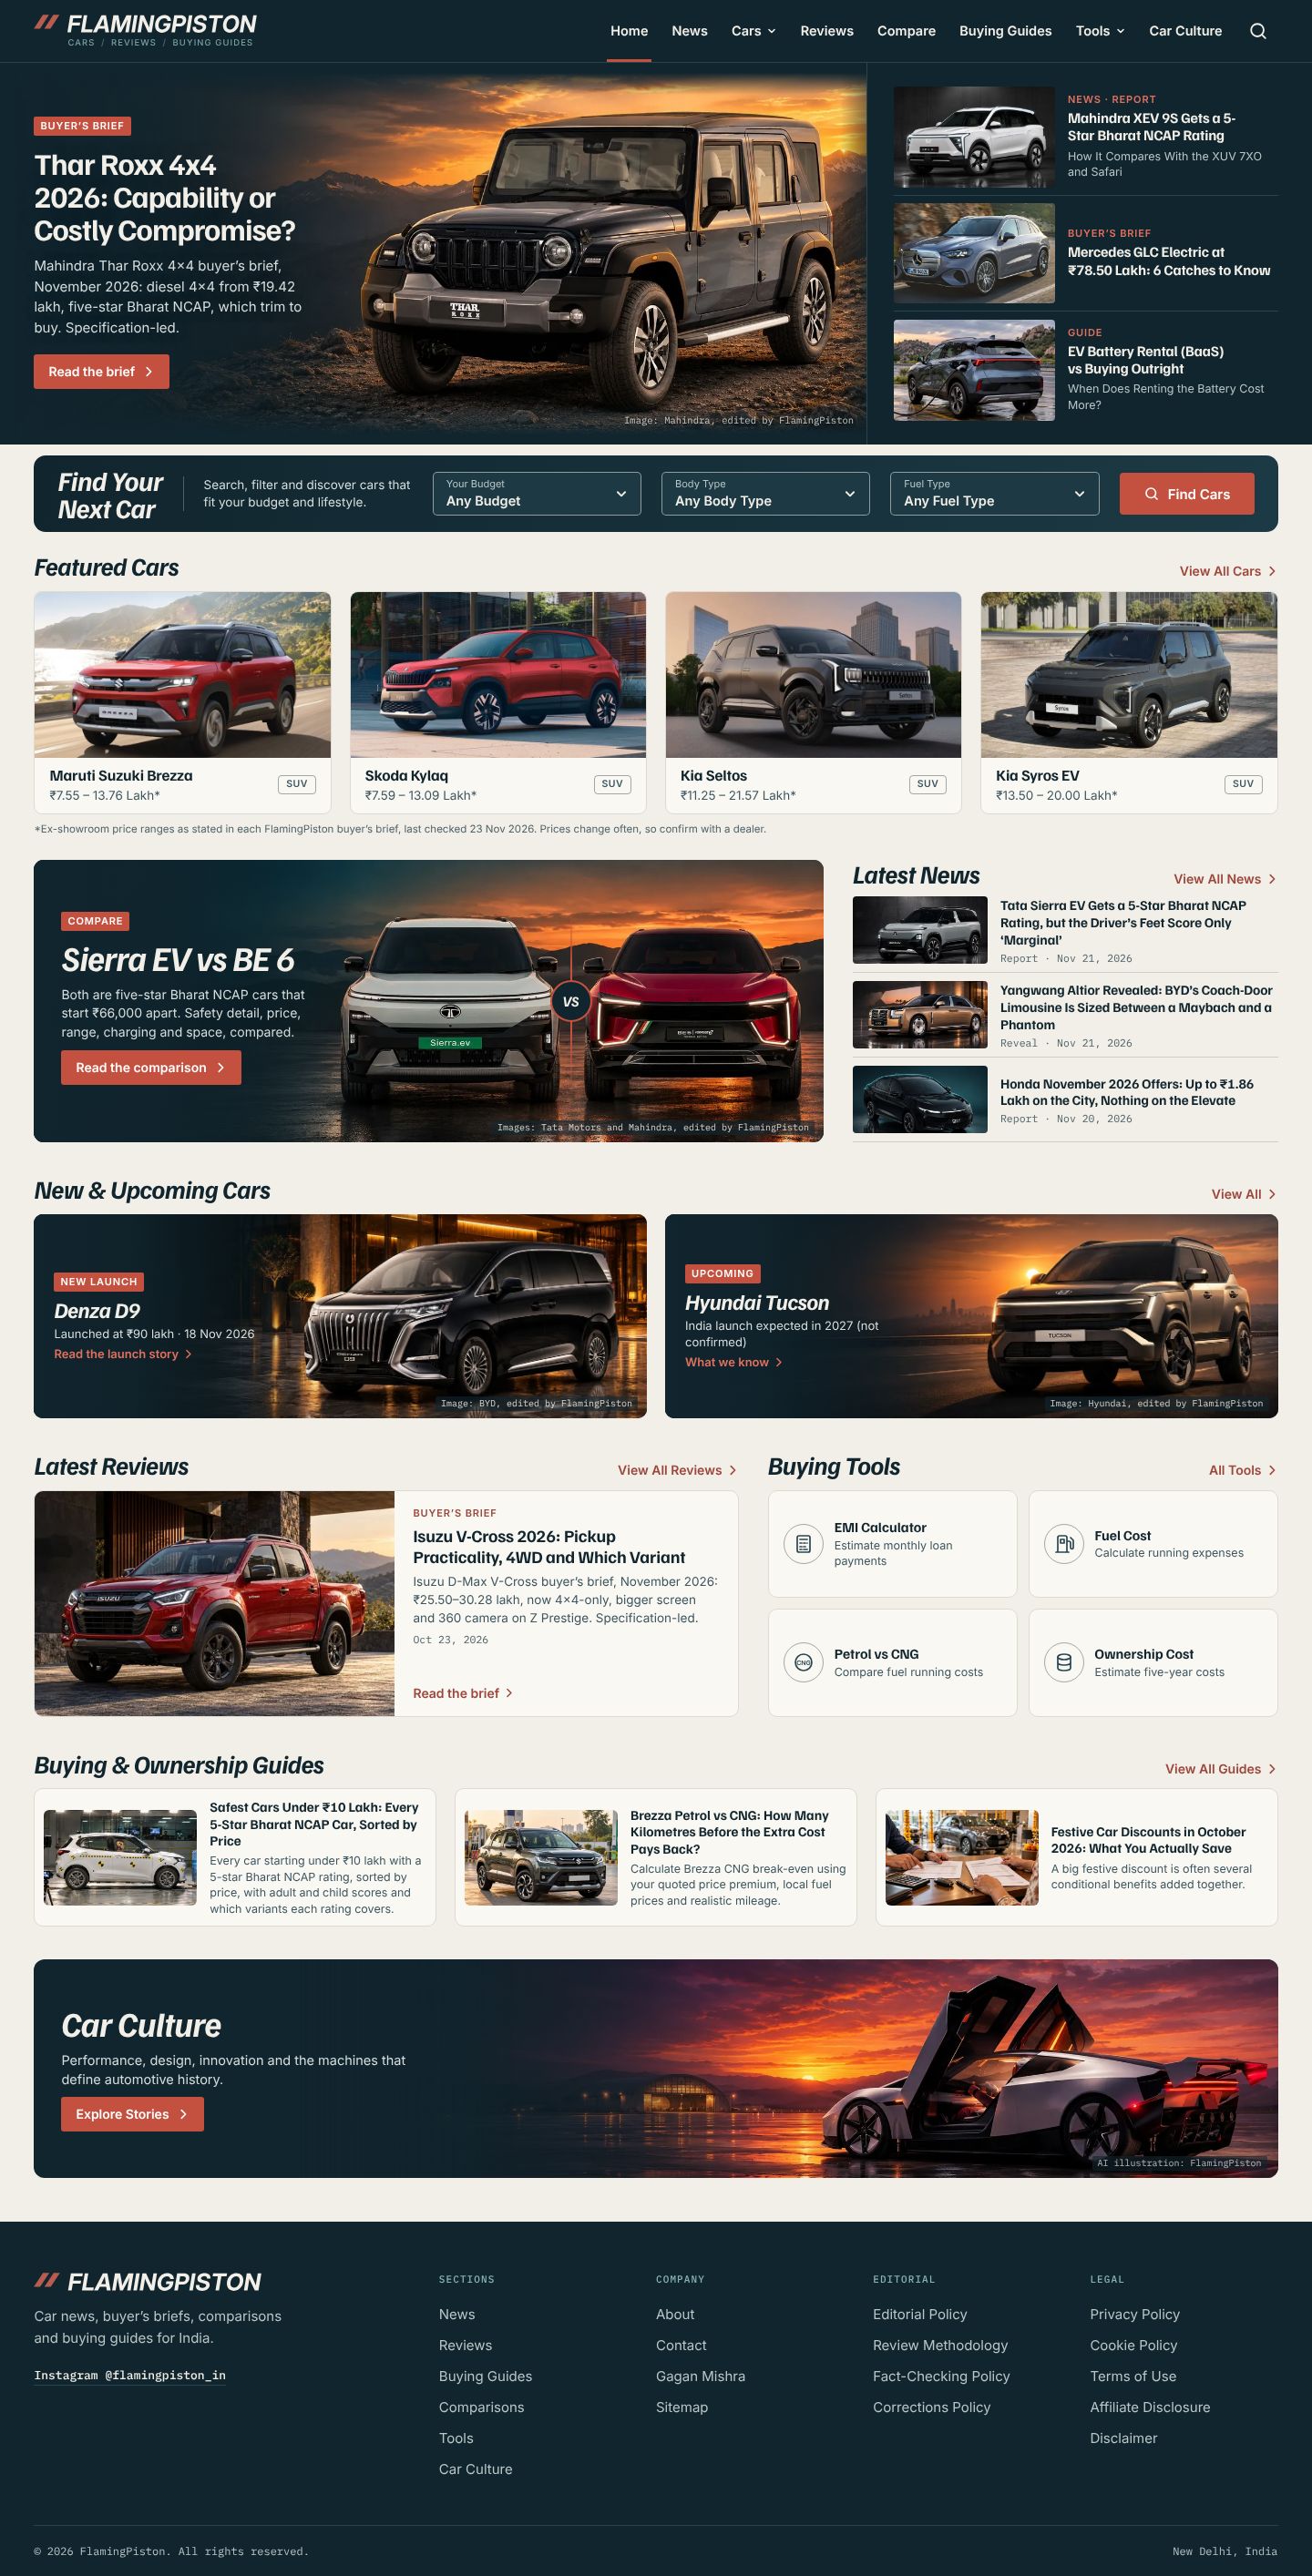 FLAMINGPISTON
CARS / REVIEWS / BUYING GUIDES
Home
News
Cars
Reviews
Compare
Buying Guides
Tools
Car Culture
BUYER'S BRIEF
Thar Roxx 4x4
2026: Capability or
Costly Compromise?
Mahindra Thar Roxx 4×4 buyer's brief,
November 2026: diesel 4×4 from ₹19.42
lakh, five-star Bharat NCAP, which trim to
buy. Specification-led.
Read the brief
THAR
ROXX
Image: Mahindra, edited by FlamingPiston
NEWS · REPORT
Mahindra XEV 9S Gets a 5-
Star Bharat NCAP Rating
How It Compares With the XUV 7XO
and Safari
BUYER'S BRIEF
Mercedes GLC Electric at
₹78.50 Lakh: 6 Catches to Know
GUIDE
EV Battery Rental (BaaS)
vs Buying Outright
When Does Renting the Battery Cost
More?
Find Your
Next Car
Search, filter and discover cars that
fit your budget and lifestyle.
Your Budget
Any Budget
Body Type
Any Body Type
Fuel Type
Any Fuel Type
Find Cars
Featured Cars
View All Cars
BREZZA
Seltos
Syros
Maruti Suzuki Brezza
₹7.55 – 13.76 Lakh*
SUV
Skoda Kylaq
₹7.59 – 13.09 Lakh*
SUV
Kia Seltos
₹11.25 – 21.57 Lakh*
SUV
Kia Syros EV
₹13.50 – 20.00 Lakh*
SUV
*Ex-showroom price ranges as stated in each FlamingPiston buyer's brief, last checked 23 Nov 2026. Prices change often, so confirm with a dealer.
COMPARE
Sierra EV vs BE 6
Both are five-star Bharat NCAP cars that
start ₹66,000 apart. Safety detail, price,
range, charging and space, compared.
Read the comparison
Sierra.ev
VS
Images: Tata Motors and Mahindra, edited by FlamingPiston
Latest News
View All News
Tata Sierra EV Gets a 5-Star Bharat NCAP
Rating, but the Driver's Feet Score Only
‘Marginal’
Report · Nov 21, 2026
Yangwang Altior Revealed: BYD's Coach-Door
Limousine Is Sized Between a Maybach and a
Phantom
Reveal · Nov 21, 2026
Honda November 2026 Offers: Up to ₹1.86
Lakh on the City, Nothing on the Elevate
Report · Nov 20, 2026
New & Upcoming Cars
View All
NEW LAUNCH
Denza D9
Launched at ₹90 lakh · 18 Nov 2026
Read the launch story
D9
Image: BYD, edited by FlamingPiston
UPCOMING
Hyundai Tucson
India launch expected in 2027 (not
confirmed)
What we know
TUCSON
Image: Hyundai, edited by FlamingPiston
Latest Reviews
View All Reviews
ISUZU
BUYER'S BRIEF
Isuzu V-Cross 2026: Pickup
Practicality, 4WD and Which Variant
Isuzu D-Max V-Cross buyer's brief, November 2026:
₹25.50–30.28 lakh, now 4×4-only, bigger screen
and 360 camera on Z Prestige. Specification-led.
Oct 23, 2026
Read the brief
Buying Tools
All Tools
EMI Calculator
Estimate monthly loan
payments
Fuel Cost
Calculate running expenses
CNG
Petrol vs CNG
Compare fuel running costs
Ownership Cost
Estimate five-year costs
Buying & Ownership Guides
View All Guides
Safest Cars Under ₹10 Lakh: Every
5-Star Bharat NCAP Car, Sorted by
Price
Every car starting under ₹10 lakh with a
5-star Bharat NCAP rating, sorted by
price, with adult and child scores and
which variants each rating covers.
Brezza Petrol vs CNG: How Many
Kilometres Before the Extra Cost
Pays Back?
Calculate Brezza CNG break-even using
your quoted price premium, local fuel
prices and realistic mileage.
Festive Car Discounts in October
2026: What You Actually Save
A big festive discount is often several
conditional benefits added together.
Car Culture
Performance, design, innovation and the machines that
define automotive history.
Explore Stories
AI illustration: FlamingPiston
FLAMINGPISTON
Car news, buyer's briefs, comparisons
and buying guides for India.
Instagram @flamingpiston_in
SECTIONS
News
Reviews
Buying Guides
Comparisons
Tools
Car Culture
COMPANY
About
Contact
Gagan Mishra
Sitemap
EDITORIAL
Editorial Policy
Review Methodology
Fact-Checking Policy
Corrections Policy
LEGAL
Privacy Policy
Cookie Policy
Terms of Use
Affiliate Disclosure
Disclaimer
© 2026 FlamingPiston. All rights reserved.
New Delhi, India